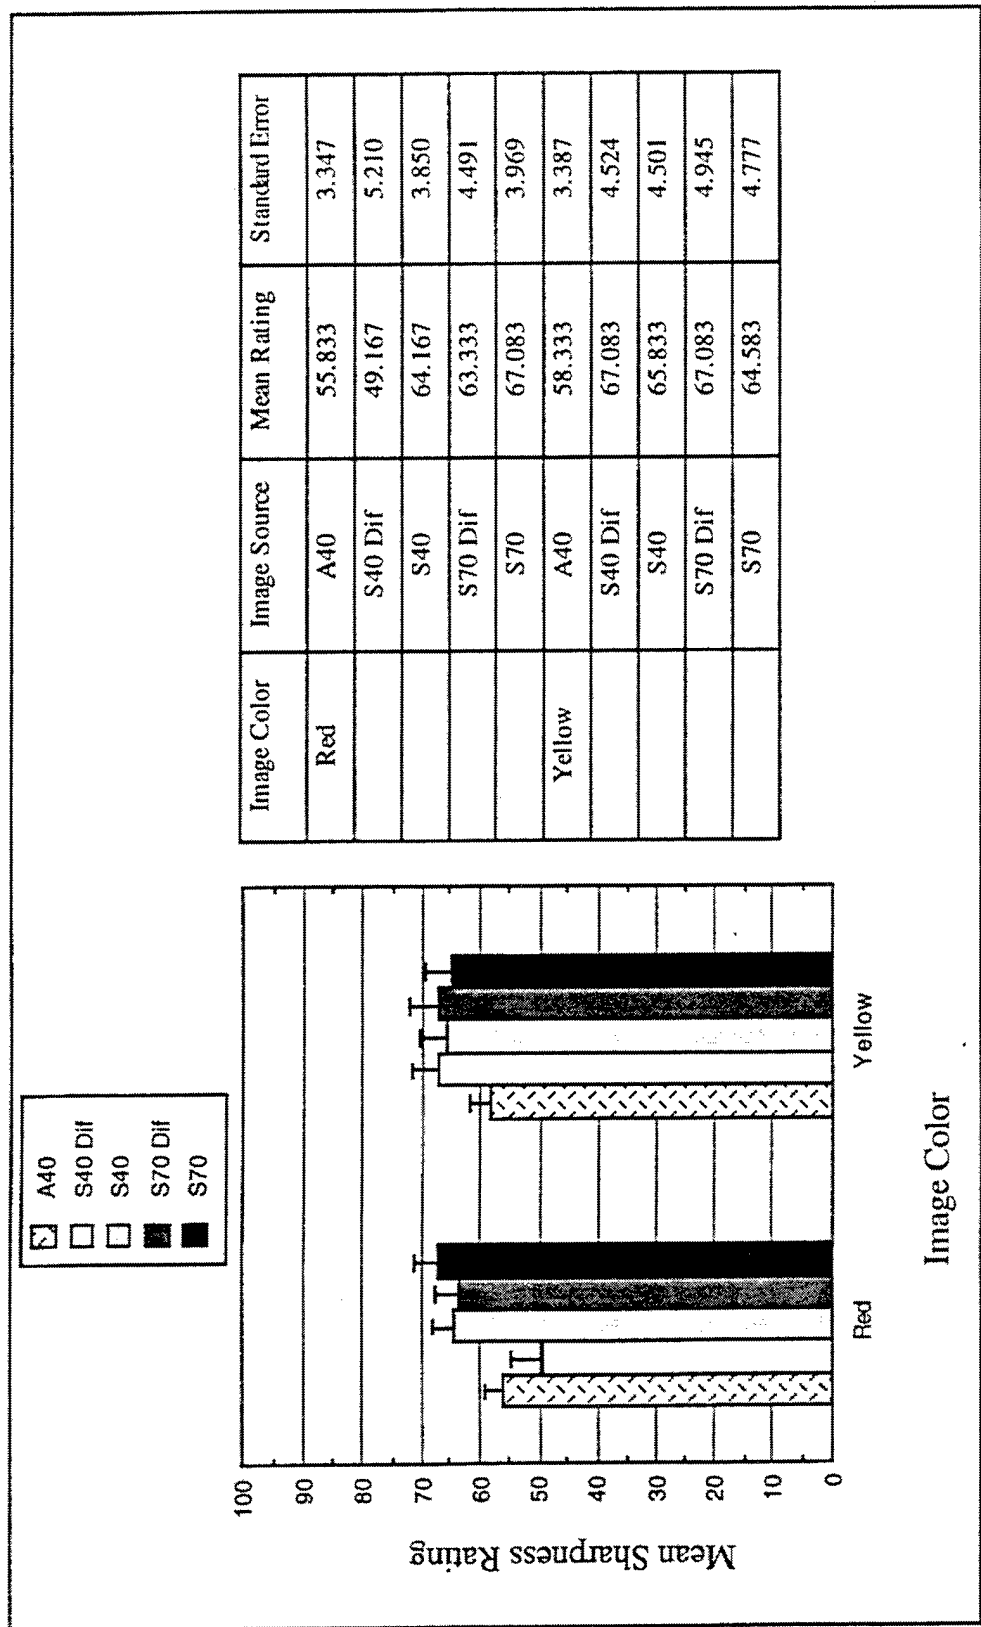 A40
S40 Dif
S40
S70 Dif
S70
Mean Sharpness Rating
100
90
80
70
60
50
40
30
20
10
0
Red
Yellow
Image Color
Image Color Image Source Mean Rating Standard Error
Red A40 55.833 3.347
S40 Dif 49.167 5.210
S40 64.167 3.850
S70 Dif 63.333 4.491
S70 67.083 3.969
Yellow A40 58.333 3.387
S40 Dif 67.083 4.524
S40 65.833 4.501
S70 Dif 67.083 4.945
S70 64.583 4.777